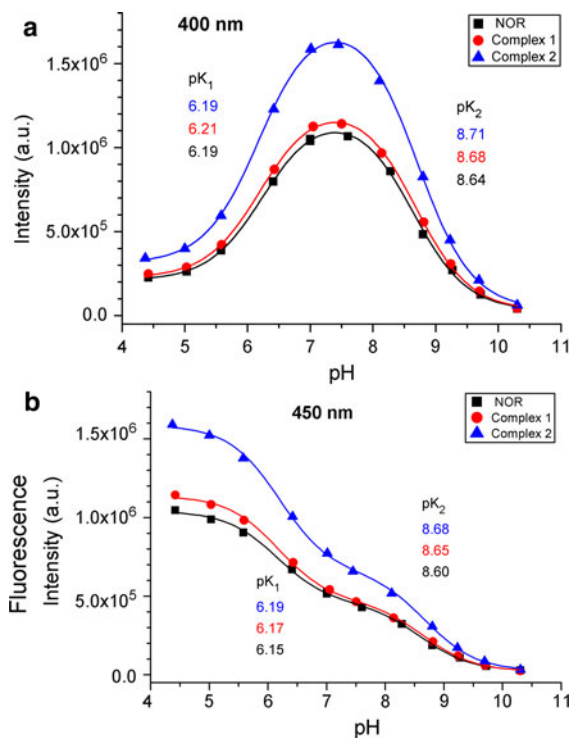 a
400 nm
NOR
Complex 1
Complex 2
pK1
6.19
6.21
6.19
pK2
8.71
8.68
8.64
Intensity (a.u.)
1.5x10^6
1.0x10^6
5.0x10^5
0.0
4 5 6 7 8 9 10 11
pH
b
450 nm
NOR
Complex 1
Complex 2
pK2
8.68
8.65
8.60
pK1
6.19
6.17
6.15
Fluorescence
Intensity (a.u.)
1.5x10^6
1.0x10^6
5.0x10^5
0.0
4 5 6 7 8 9 10 11
pH